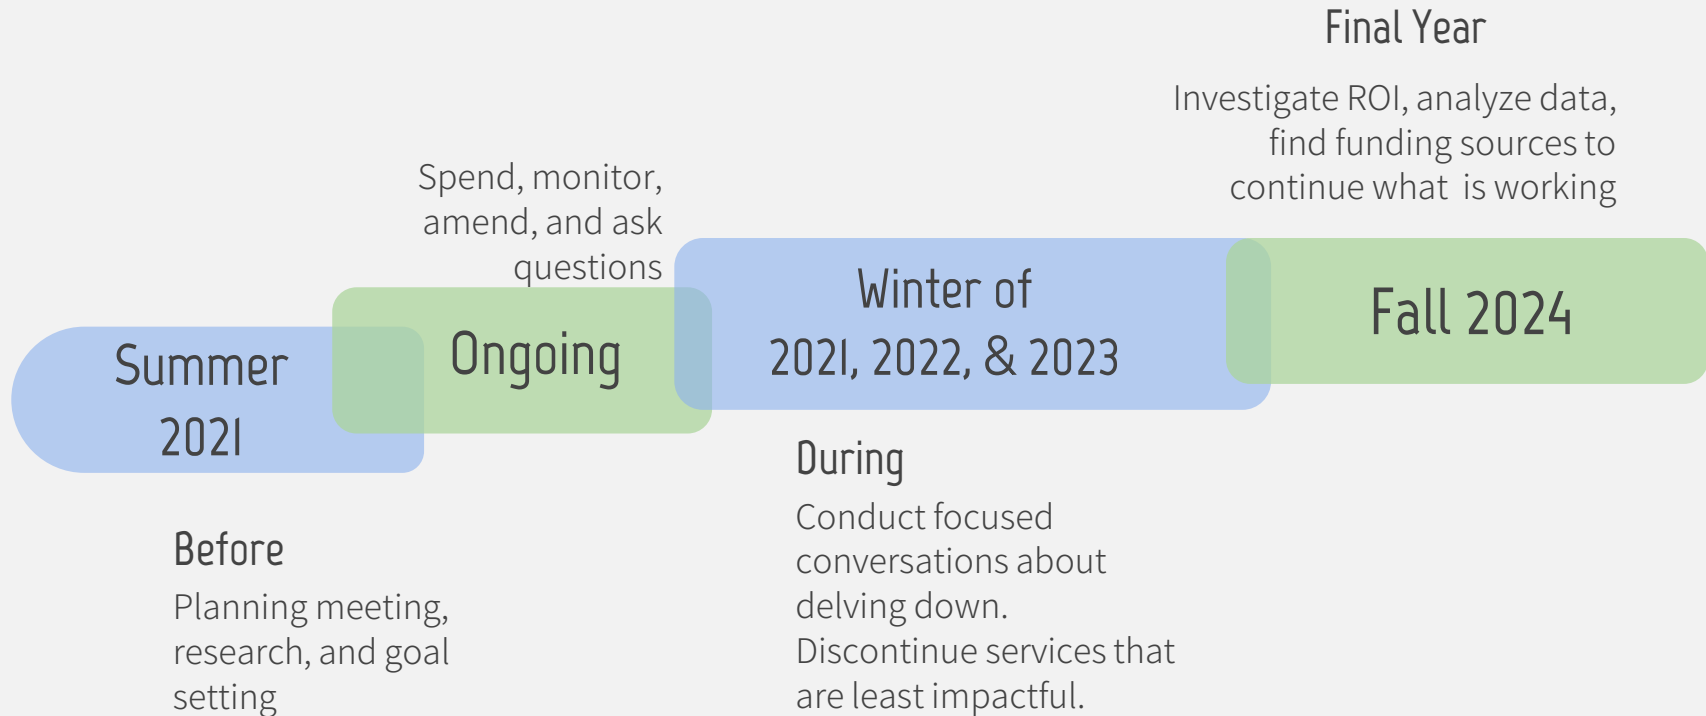 Final Year
Investigate ROI, analyze data,
find funding sources to
continue what  is working
Spend, monitor,
amend, and ask
questions
Summer
2021
Ongoing
Winter of
2021, 2022, & 2023
Fall 2024
Before
Planning meeting,
research, and goal
setting
During
Conduct focused
conversations about
delving down.
Discontinue services that
are least impactful.